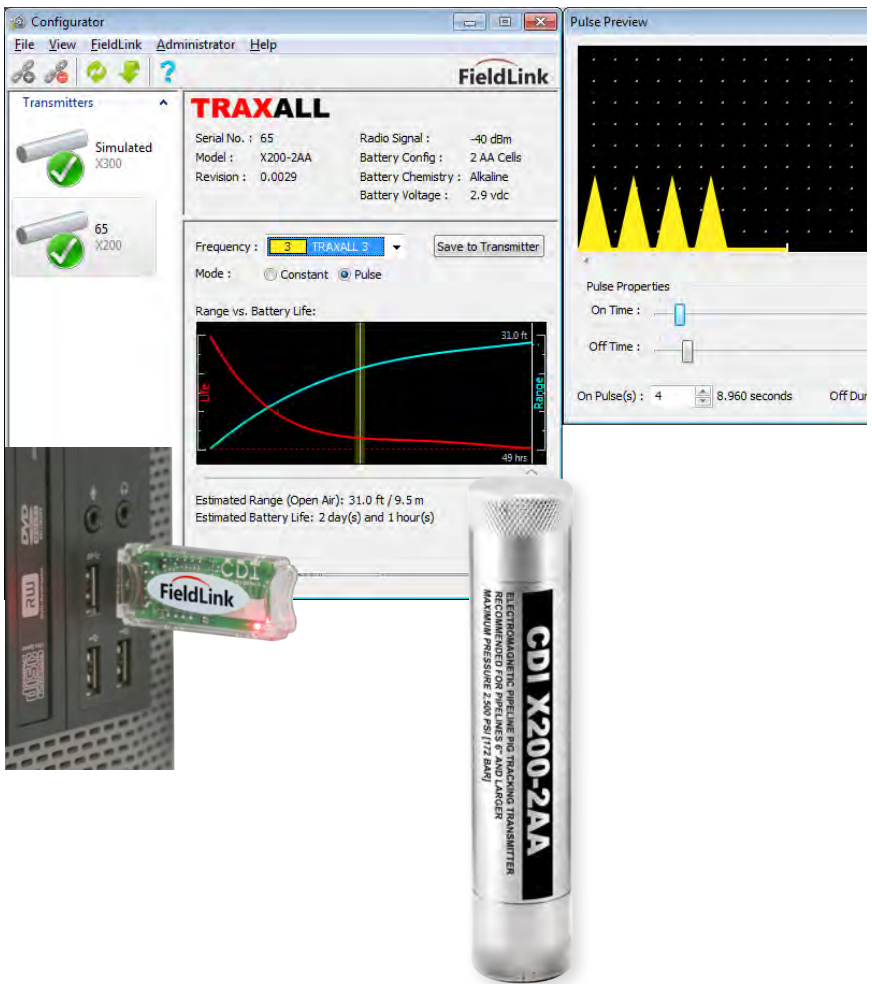 Configurator
File View FieldLink Administrator Help
?
FieldLink
Transmitters
Simulated
X300
65
X200
TRAXALL
Serial No. : 65
Radio Signal : -40 dBm
Model : X200-2AA
Battery Config : 2 AA Cells
Revision : 0.0029
Battery Chemistry : Alkaline
Battery Voltage : 2.9 vdc
Frequency : 3 TRAXALL 3
Save to Transmitter
Mode : Constant Pulse
Range vs. Battery Life:
31.0 ft
Life
Range
49 hrs
Estimated Range (Open Air): 31.0 ft / 9.5 m
Estimated Battery Life: 2 day(s) and 1 hour(s)
Pulse Preview
Pulse Properties
On Time :
Off Time :
On Pulse(s) : 4 8.960 seconds Off Dur
DVD
RW
CDI
FieldLink
CDI X200-2AA
ELECTROMAGNETIC PIPELINE PIG TRACKING TRANSMITTER
RECOMMENDED FOR PIPELINES 6" AND LARGER
MAXIMUM PRESSURE 2,500 PSI [172 BAR]